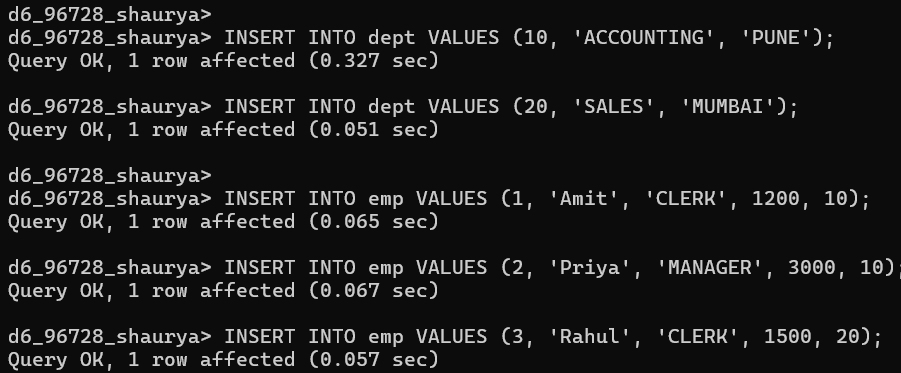 d6_96728_shaurya>
d6_96728_shaurya> INSERT INTO dept VALUES (10, 'ACCOUNTING', 'PUNE');
Query OK, 1 row affected (0.327 sec)
d6_96728_shaurya> INSERT INTO dept VALUES (20, 'SALES', 'MUMBAI');
Query OK, 1 row affected (0.051 sec)
d6_96728_shaurya>
d6_96728_shaurya> INSERT INTO emp VALUES (1, 'Amit', 'CLERK', 1200, 10);
Query OK, 1 row affected (0.065 sec)
d6_96728_shaurya> INSERT INTO emp VALUES (2, 'Priya', 'MANAGER', 3000, 10);
Query OK, 1 row affected (0.067 sec)
d6_96728_shaurya> INSERT INTO emp VALUES (3, 'Rahul', 'CLERK', 1500, 20);
Query OK, 1 row affected (0.057 sec)